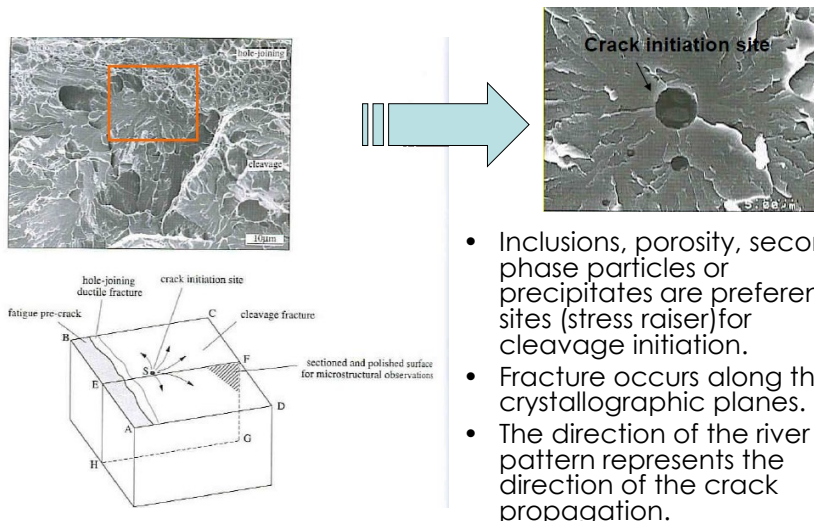 hole-joining
cleavage
10μm
Crack initiation site
5.00μm
hole-joining
ductile fracture
crack initiation site
fatigue pre-crack
cleavage fracture
sectioned and polished surface
for microstructural observations
B
C
E
S
F
A
D
G
H
• Inclusions, porosity, secon
phase particles or
precipitates are preferen
sites (stress raiser)for
cleavage initiation.
• Fracture occurs along th
crystallographic planes.
• The direction of the river
pattern represents the
direction of the crack
propagation.